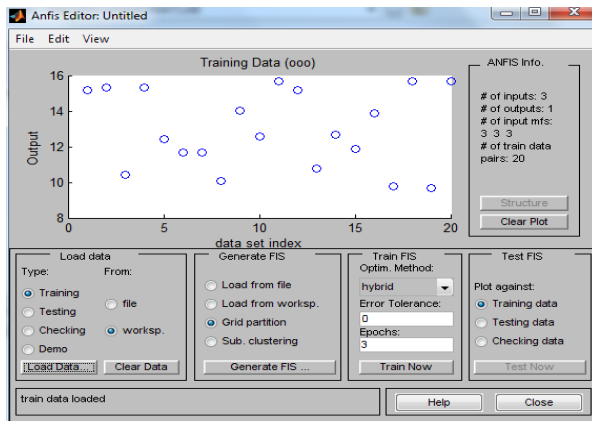 Anfis Editor: Untitled
File Edit View
Training Data (ooo)
16
14
12
10
8
Output
0 5 10 15 20
data set index
ANFIS Info.
# of inputs: 3
# of outputs: 1
# of input mfs:
3 3 3
# of train data
pairs: 20
Structure
Clear Plot
Load data
Type: From:
Training
Testing
Checking
Demo
file
worksp.
Load Data... Clear Data
Generate FIS
Load from file
Load from worksp.
Grid partition
Sub. clustering
Generate FIS ...
Train FIS
Optim. Method:
hybrid
Error Tolerance:
0
Epochs:
3
Train Now
Test FIS
Plot against:
Training data
Testing data
Checking data
Test Now
train data loaded
Help Close